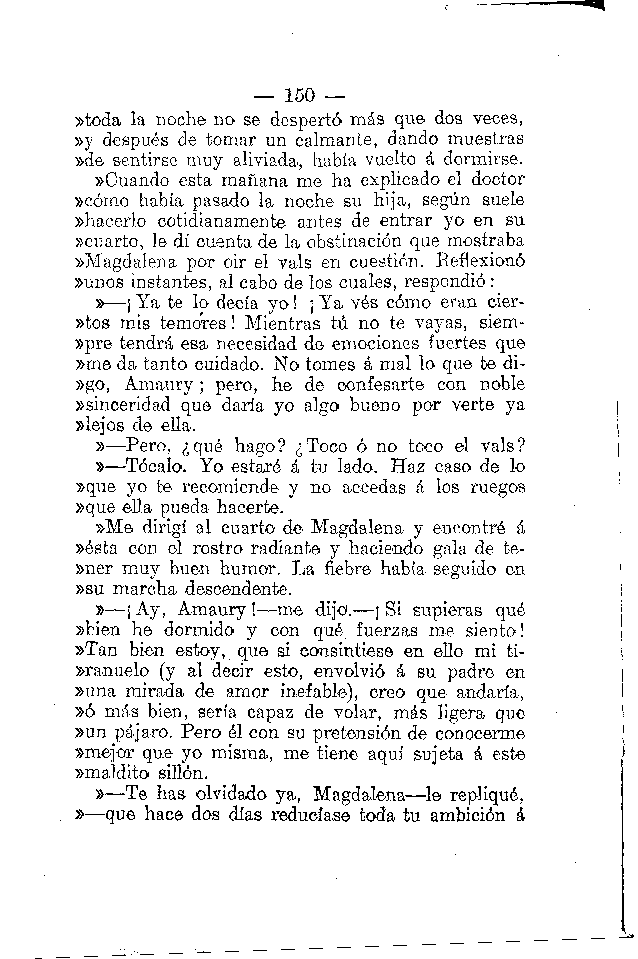 — 150 —
»toda la noche no se despertó más que dos veces,
»y después de tomar un calmante, dando muestras
»de sentirse muy aliviada, había vuelto á dormirse.
»Cuando esta mañana me ha explicado el doctor
»cómo había pasado la noche su hija, según suele
»hacerlo cotidianamente antes de entrar yo en su
»cuarto, le dí cuenta de la obstinación que mostraba
»Magdalena por oir el vals en cuestión. Reflexionó
»unos instantes, al cabo de los cuales, respondió:
»—¡Ya te lo decía yo! ¡Ya vés cómo eran cier-
»tos mis temores! Mientras tú no te vayas, siem-
»pre tendrá esa necesidad de emociones fuertes que
»me da tanto cuidado. No tomes á mal lo que te di-
»go, Amaury; pero, he de confesarte con noble
»sinceridad que daría yo algo bueno por verte ya
»lejos de ella.
»—Pero, ¿qué hago? ¿Toco ó no toco el vals?
»—Tócalo. Yo estaré á tu lado. Haz caso de lo
»que yo te recomiende y no accedas á los ruegos
»que ella pueda hacerte.
»Me dirigí al cuarto de Magdalena y encontré á
»ésta con el rostro radiante y haciendo gala de te-
»ner muy buen humor. La fiebre había seguido en
»su marcha descendente.
»—¡Ay, Amaury!—me dijo.—¡Si supieras qué
»bien he dormido y con qué fuerzas me siento!
»Tan bien estoy, que si consintiese en ello mi ti-
»ranuelo (y al decir esto, envolvió á su padre en
»una mirada de amor inefable), creo que andaría,
»ó más bien, sería capaz de volar, más ligera que
»un pájaro. Pero él con su pretensión de conocerme
»mejor que yo misma, me tiene aquí sujeta á este
»maldito sillón.
»—Te has olvidado ya, Magdalena—le repliqué,
»—que hace dos días reducíase toda tu ambición á